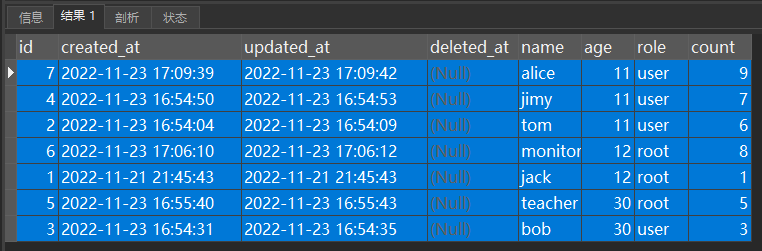 信息 结果 1 剖析 状态
id created_at updated_at deleted_at name age role count
7 2022-11-23 17:09:39 2022-11-23 17:09:42 (Null) alice 11 user 9
4 2022-11-23 16:54:50 2022-11-23 16:54:53 (Null) jimy 11 user 7
2 2022-11-23 16:54:04 2022-11-23 16:54:09 (Null) tom 11 user 6
6 2022-11-23 17:06:10 2022-11-23 17:06:12 (Null) monitor 12 root 8
1 2022-11-21 21:45:43 2022-11-21 21:45:43 (Null) jack 12 root 1
5 2022-11-23 16:55:40 2022-11-23 16:55:43 (Null) teacher 30 root 5
3 2022-11-23 16:54:31 2022-11-23 16:54:35 (Null) bob 30 user 3